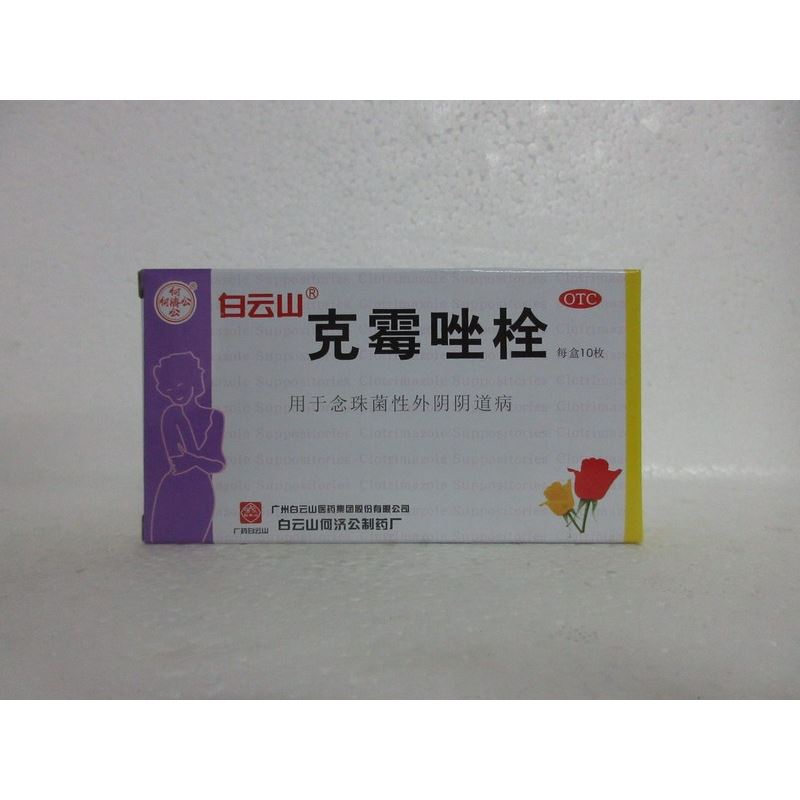 何濟公
白云山®
OTC
克霉唑栓
每盒10枚
用于念珠菌性外阴阴道病
Clotrimazole Suppositories
广药白云山
广州白云山医药集团股份有限公司
白云山何济公制药厂